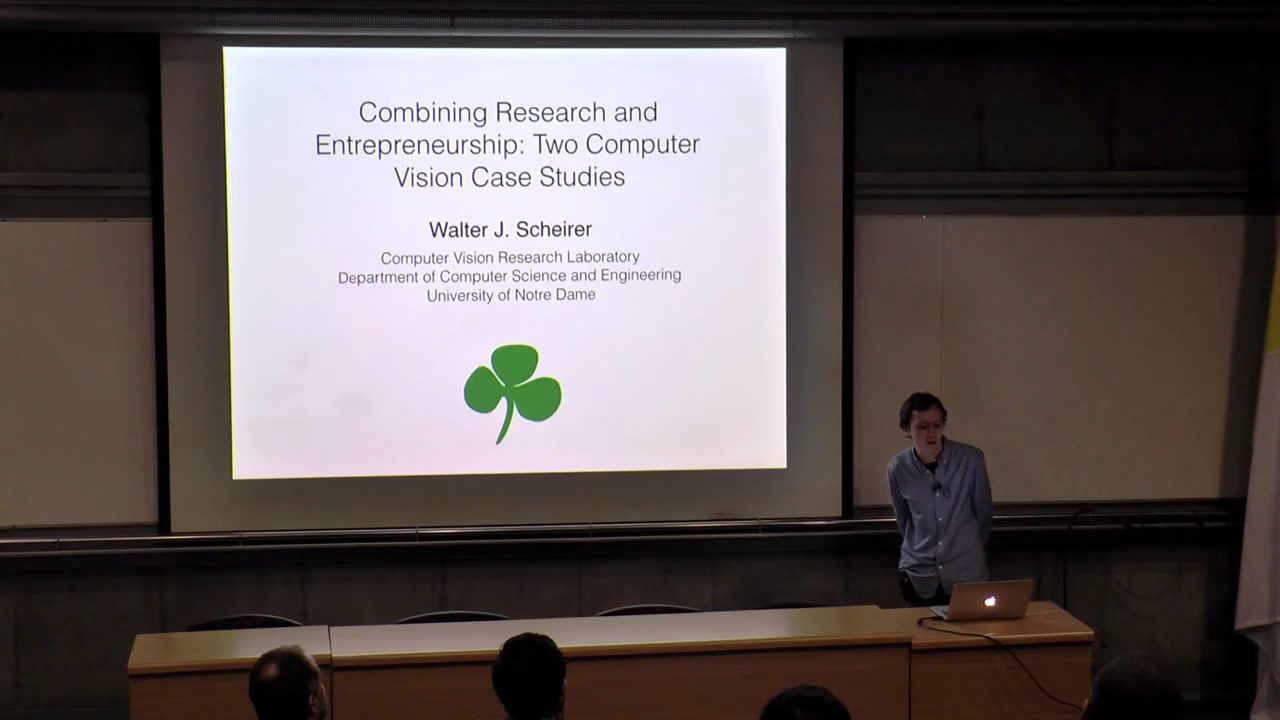 Combining Research and
Entrepreneurship: Two Computer
Vision Case Studies
Walter J. Scheirer
Computer Vision Research Laboratory
Department of Computer Science and Engineering
University of Notre Dame